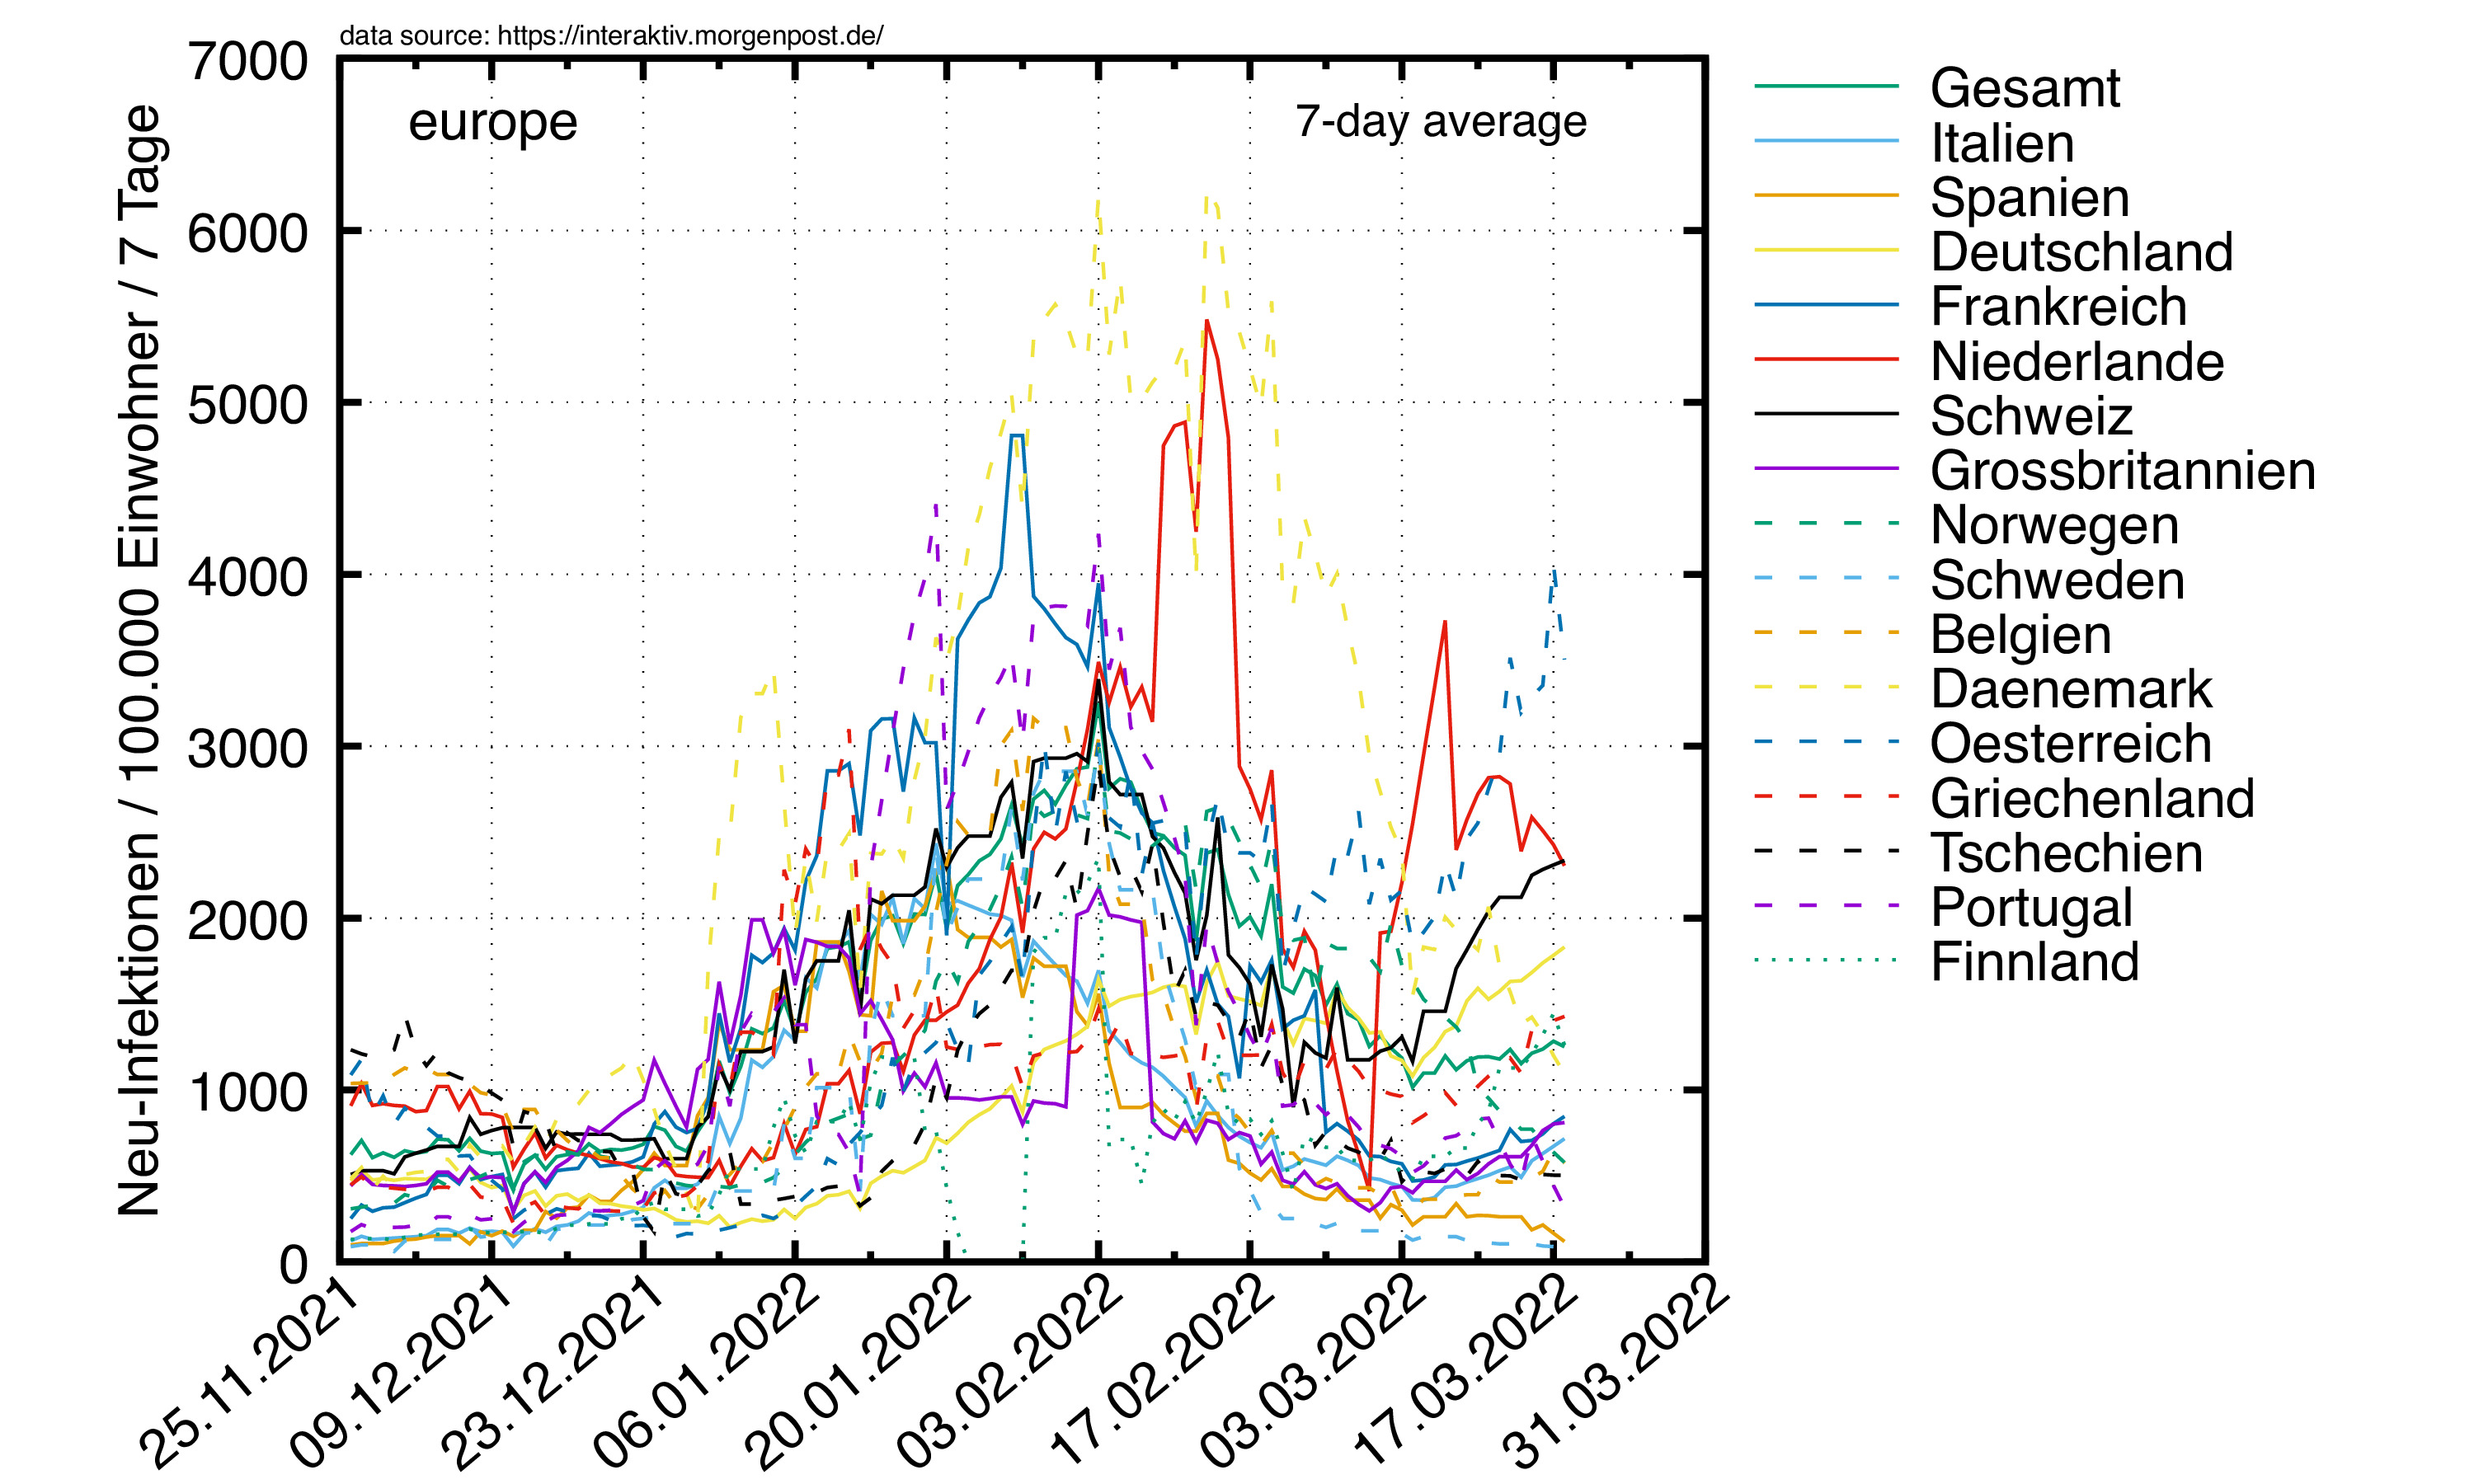 data source: https://interaktiv.morgenpost.de/
europe
7-day average
Neu-Infektionen / 100.000 Einwohner / 7 Tage
7000
6000
5000
4000
3000
2000
1000
0
25.11.2021
09.12.2021
23.12.2021
06.01.2022
20.01.2022
03.02.2022
17.02.2022
03.03.2022
17.03.2022
31.03.2022
Gesamt
Italien
Spanien
Deutschland
Frankreich
Niederlande
Schweiz
Grossbritannien
Norwegen
Schweden
Belgien
Daenemark
Oesterreich
Griechenland
Tschechien
Portugal
Finnland